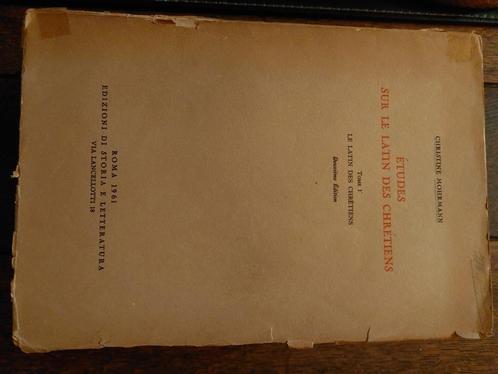 CHRISTINE MOHRMANN
ÉTUDES
SUR LE LATIN DES CHRÉTIENS
Tome I
LE LATIN DES CHRÉTIENS
Deuxième Édition
ROMA 1961
EDIZIONI DI STORIA E LETTERATURA
VIA LANCELLOTTI 18